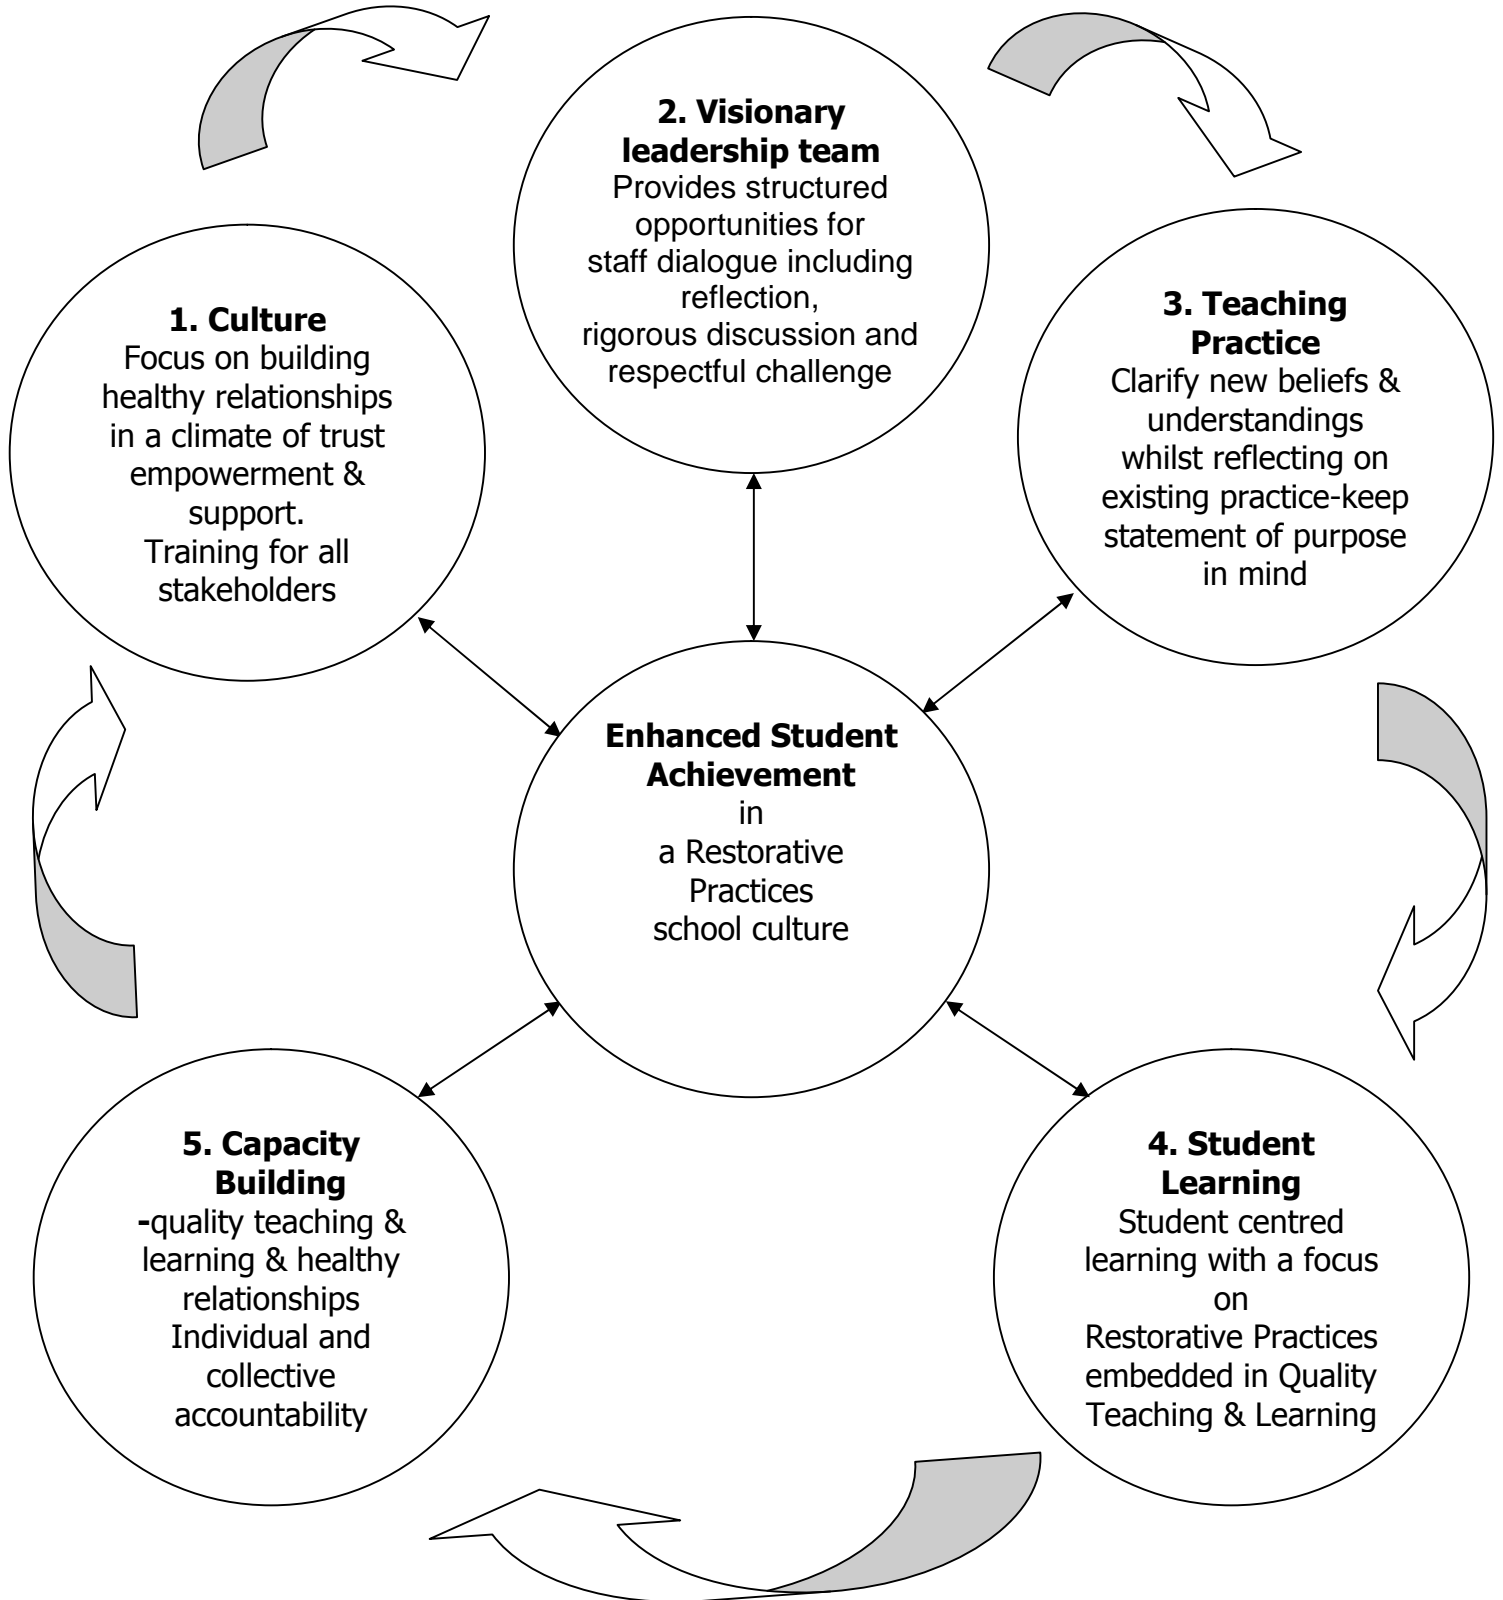 1. Culture
Focus on building
healthy relationships
in a climate of trust
empowerment &
support.
Training for all
stakeholders
2. Visionary
leadership team
Provides structured
opportunities for
staff dialogue including
reflection,
rigorous discussion and
respectful challenge
3. Teaching
Practice
Clarify new beliefs &
understandings
whilst reflecting on
existing practice-keep
statement of purpose
in mind
Enhanced Student
Achievement
in
a Restorative
Practices
school culture
4. Student
Learning
Student centred
learning with a focus
on
Restorative Practices
embedded in Quality
Teaching & Learning
5. Capacity
Building
-quality teaching &
learning & healthy
relationships
Individual and
collective
accountability